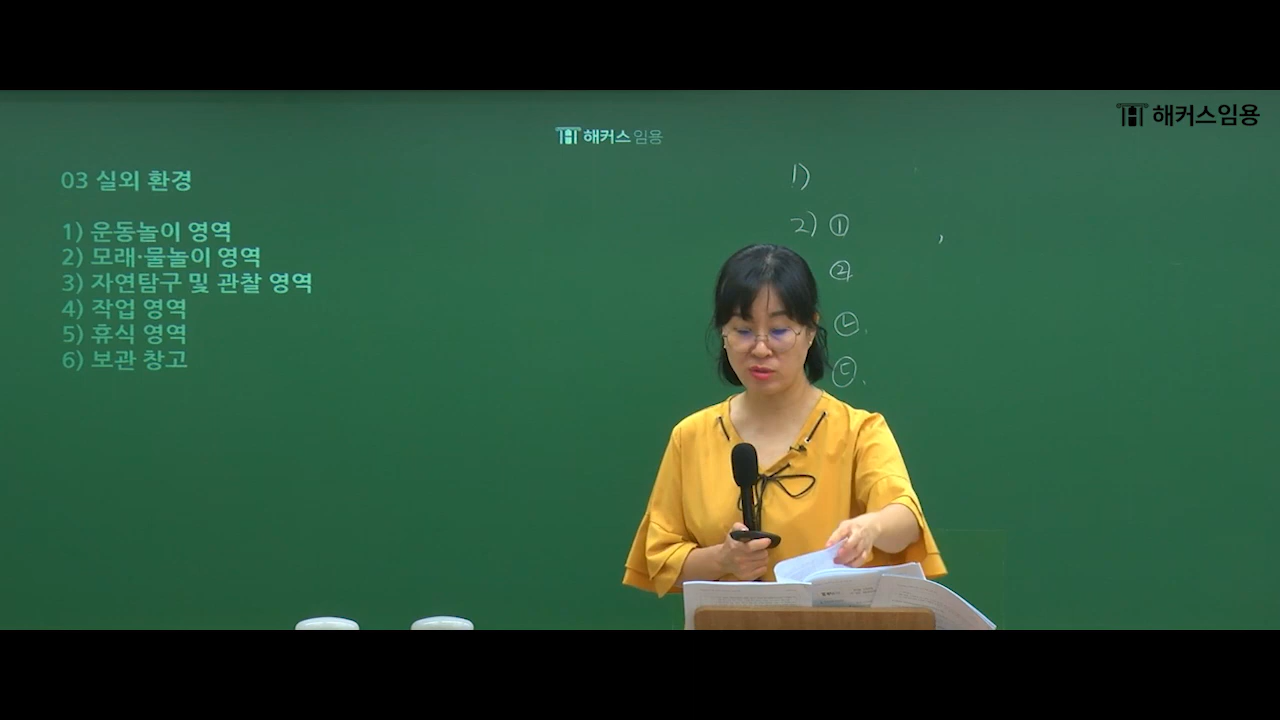 해커스임용
해커스임용
03 실외 환경
1) 운동놀이 영역
2) 모래·물놀이 영역
3) 자연탐구 및 관찰 영역
4) 작업 영역
5) 휴식 영역
6) 보관 창고
1)
2) ①
②
㉡
㉢